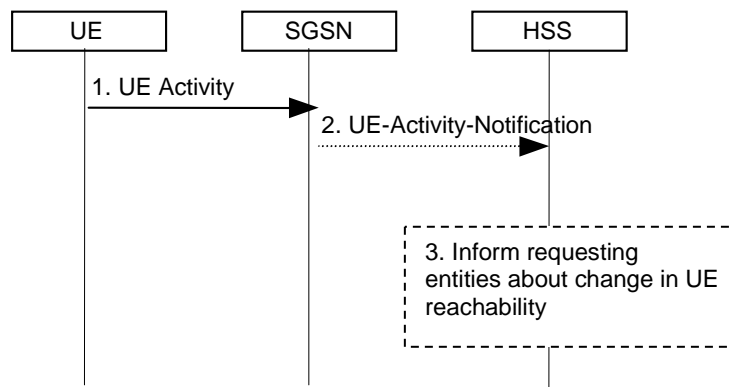 UE
SGSN
HSS
1. UE Activity
2. UE-Activity-Notification
3. Inform requesting
entities about change in UE
reachability